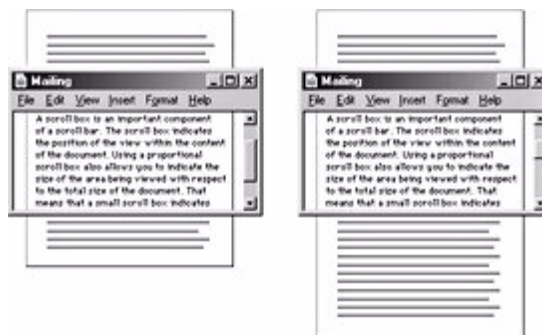 Mailing
File Edit View Insert Format Help
A scroll box is an important component
of a scroll bar. The scroll box indicates
the position of the view within the content
of the document. Using a proportional
scroll box also allows you to indicate the
size of the area being viewed with respect
to the total size of the document. That
means that a small scroll box indicates
Mailing
File Edit View Insert Format Help
A scroll box is an important component
of a scroll bar. The scroll box indicates
the position of the view within the content
of the document. Using a proportional
scroll box also allows you to indicate the
size of the area being viewed with respect
to the total size of the document. That
means that a small scroll box indicates